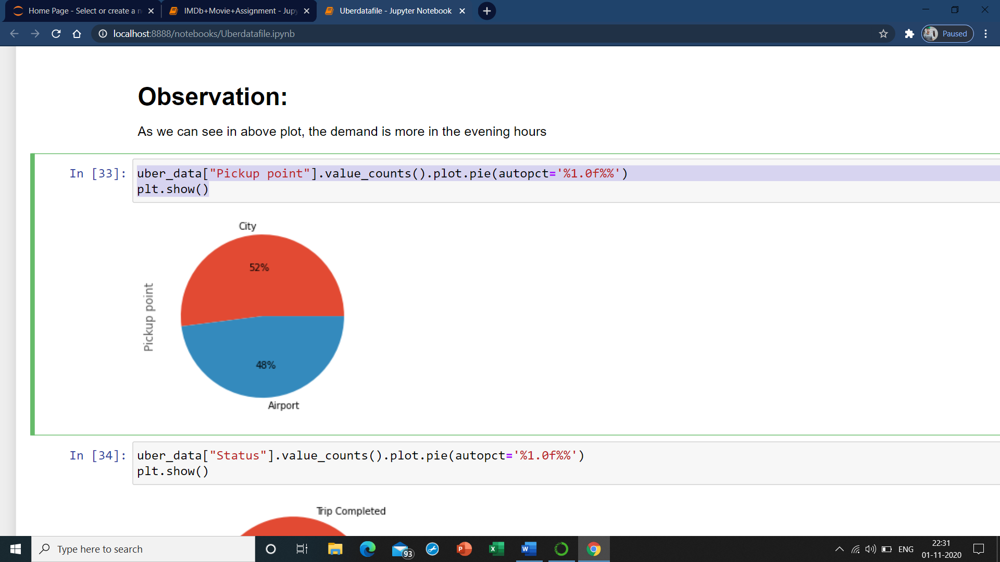 Home Page - Select or create a n
IMDb+Movie+Assignment - Jupy
Uberdatafile - Jupyter Notebook
localhost:8888/notebooks/Uberdatafile.ipynb
Paused
Observation:
As we can see in above plot, the demand is more in the evening hours
In [33]:
uber_data["Pickup point"].value_counts().plot.pie(autopct='%1.0f%%')
plt.show()
City
52%
Pickup point
48%
Airport
In [34]:
uber_data["Status"].value_counts().plot.pie(autopct='%1.0f%%')
plt.show()
Trip Completed
Type here to search
93
ENG
22:31
01-11-2020